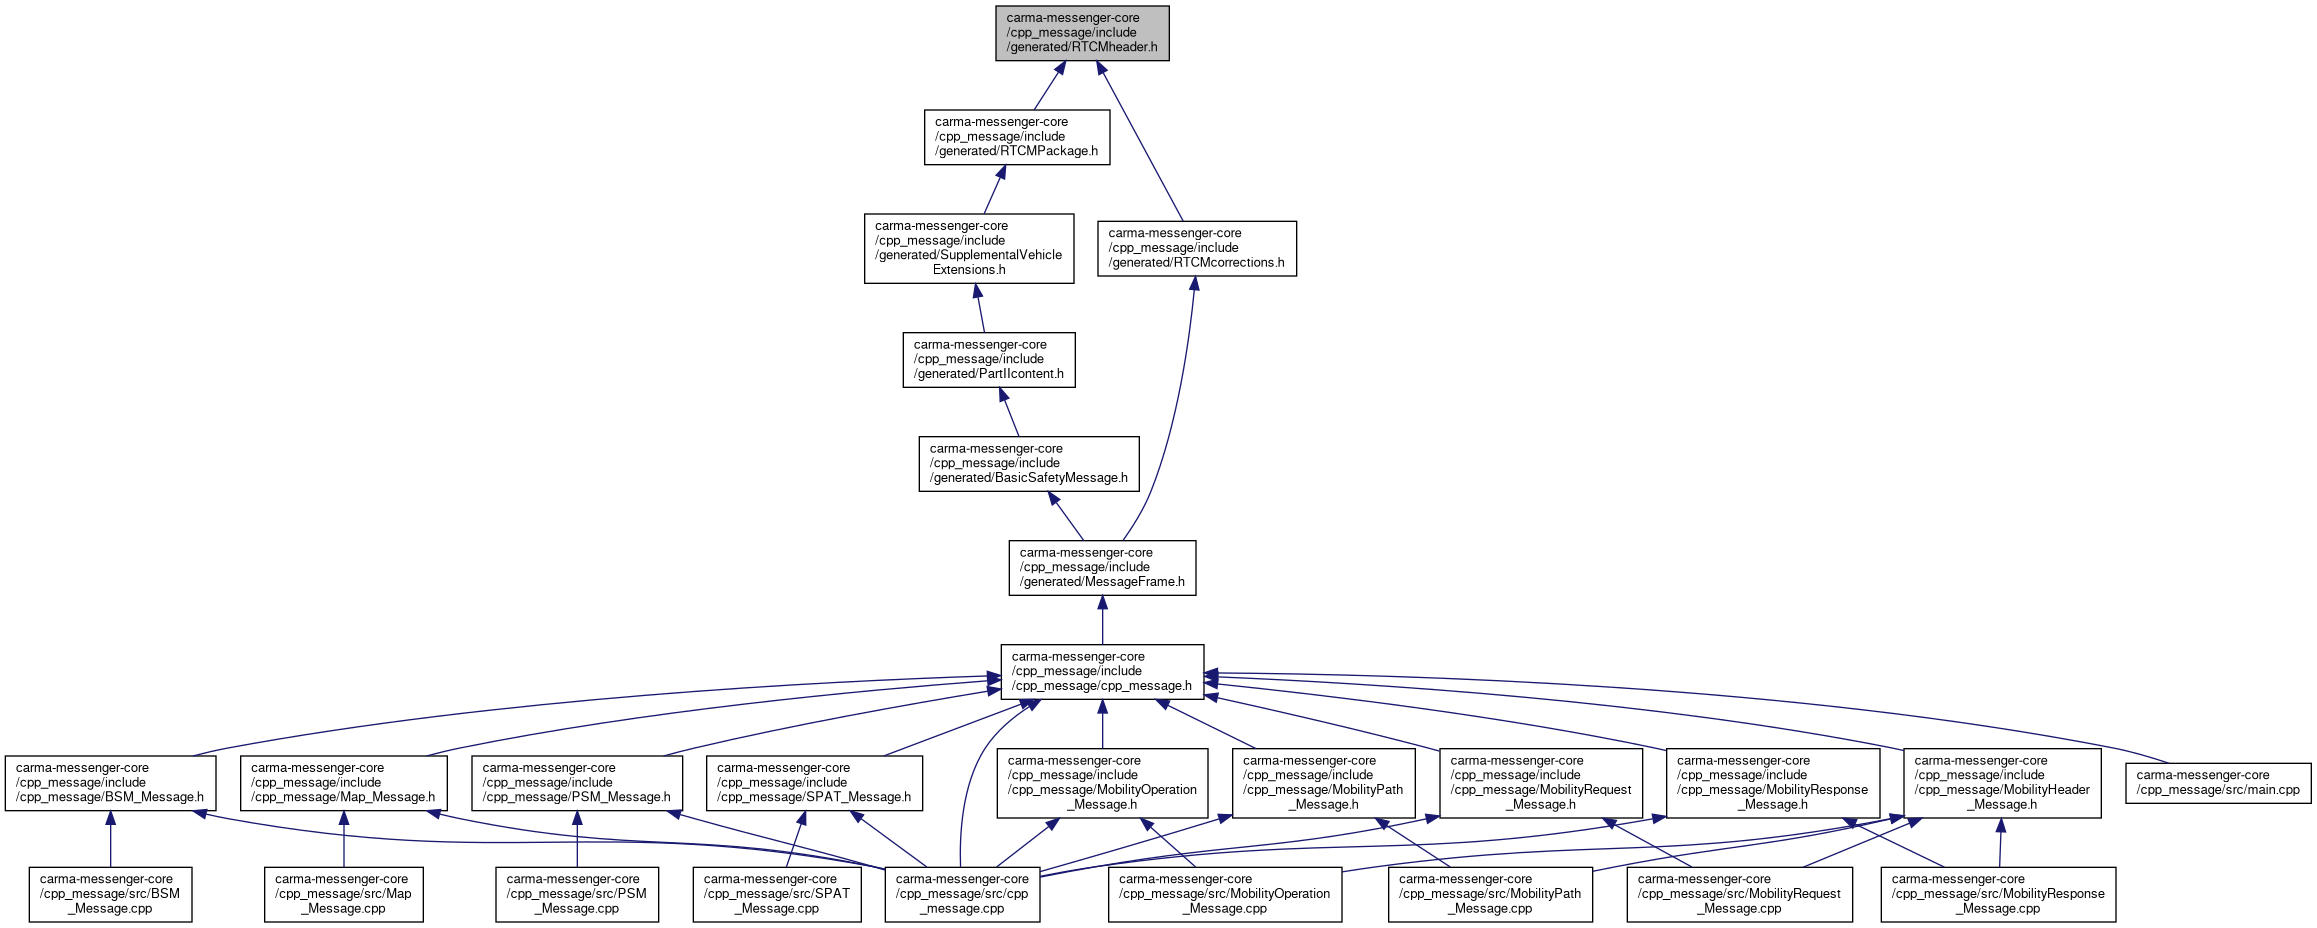 carma-messenger-core
/cpp_message/include
/generated/RTCMheader.h
carma-messenger-core
/cpp_message/include
/generated/RTCMPackage.h
carma-messenger-core
/cpp_message/include
/generated/SupplementalVehicle
Extensions.h
carma-messenger-core
/cpp_message/include
/generated/RTCMcorrections.h
carma-messenger-core
/cpp_message/include
/generated/PartIIcontent.h
carma-messenger-core
/cpp_message/include
/generated/BasicSafetyMessage.h
carma-messenger-core
/cpp_message/include
/generated/MessageFrame.h
carma-messenger-core
/cpp_message/include
/cpp_message/cpp_message.h
carma-messenger-core
/cpp_message/include
/cpp_message/BSM_Message.h
carma-messenger-core
/cpp_message/include
/cpp_message/Map_Message.h
carma-messenger-core
/cpp_message/include
/cpp_message/PSM_Message.h
carma-messenger-core
/cpp_message/include
/cpp_message/SPAT_Message.h
carma-messenger-core
/cpp_message/include
/cpp_message/MobilityOperation
_Message.h
carma-messenger-core
/cpp_message/include
/cpp_message/MobilityPath
_Message.h
carma-messenger-core
/cpp_message/include
/cpp_message/MobilityRequest
_Message.h
carma-messenger-core
/cpp_message/include
/cpp_message/MobilityResponse
_Message.h
carma-messenger-core
/cpp_message/include
/cpp_message/MobilityHeader
_Message.h
carma-messenger-core
/cpp_message/src/main.cpp
carma-messenger-core
/cpp_message/src/BSM
_Message.cpp
carma-messenger-core
/cpp_message/src/Map
_Message.cpp
carma-messenger-core
/cpp_message/src/PSM
_Message.cpp
carma-messenger-core
/cpp_message/src/SPAT
_Message.cpp
carma-messenger-core
/cpp_message/src/cpp
_message.cpp
carma-messenger-core
/cpp_message/src/MobilityOperation
_Message.cpp
carma-messenger-core
/cpp_message/src/MobilityPath
_Message.cpp
carma-messenger-core
/cpp_message/src/MobilityRequest
_Message.cpp
carma-messenger-core
/cpp_message/src/MobilityResponse
_Message.cpp